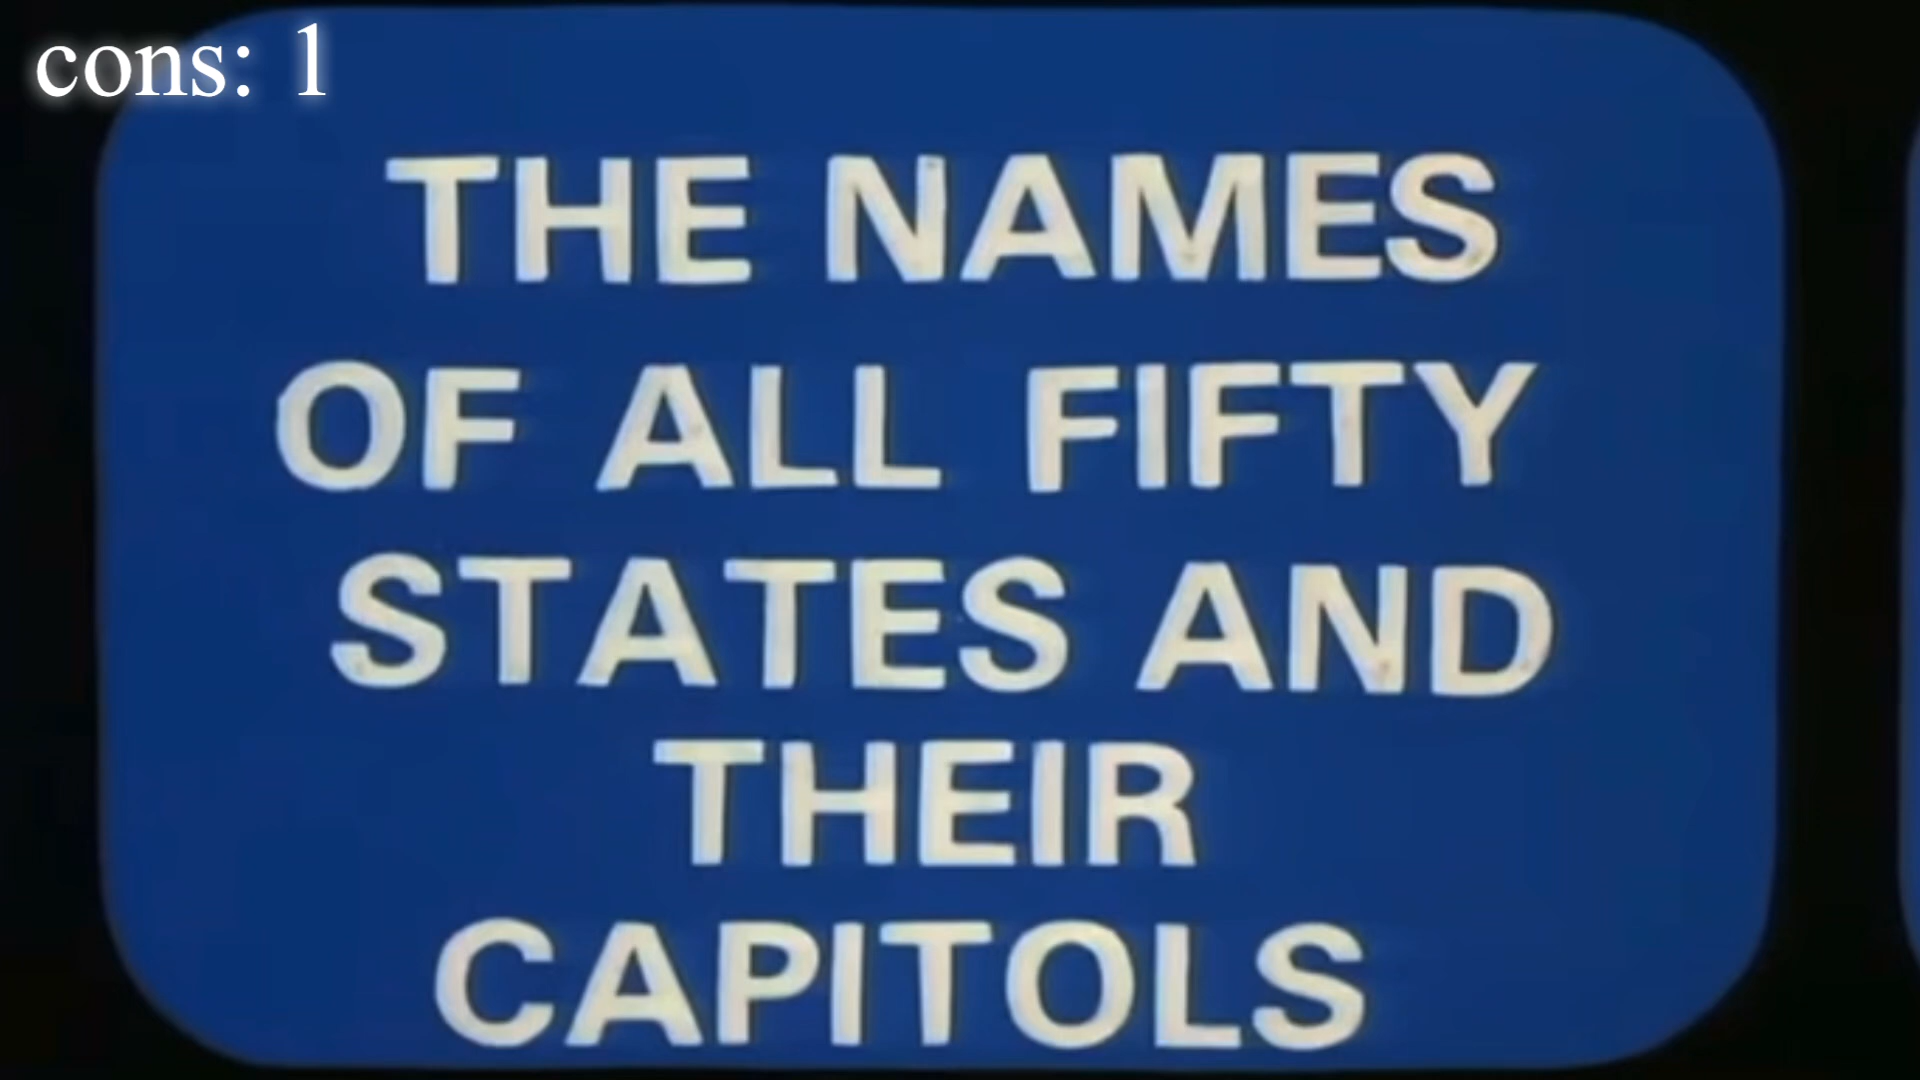 cons: 1
THE NAMES
OF ALL FIFTY
STATES AND
THEIR
CAPITOLS